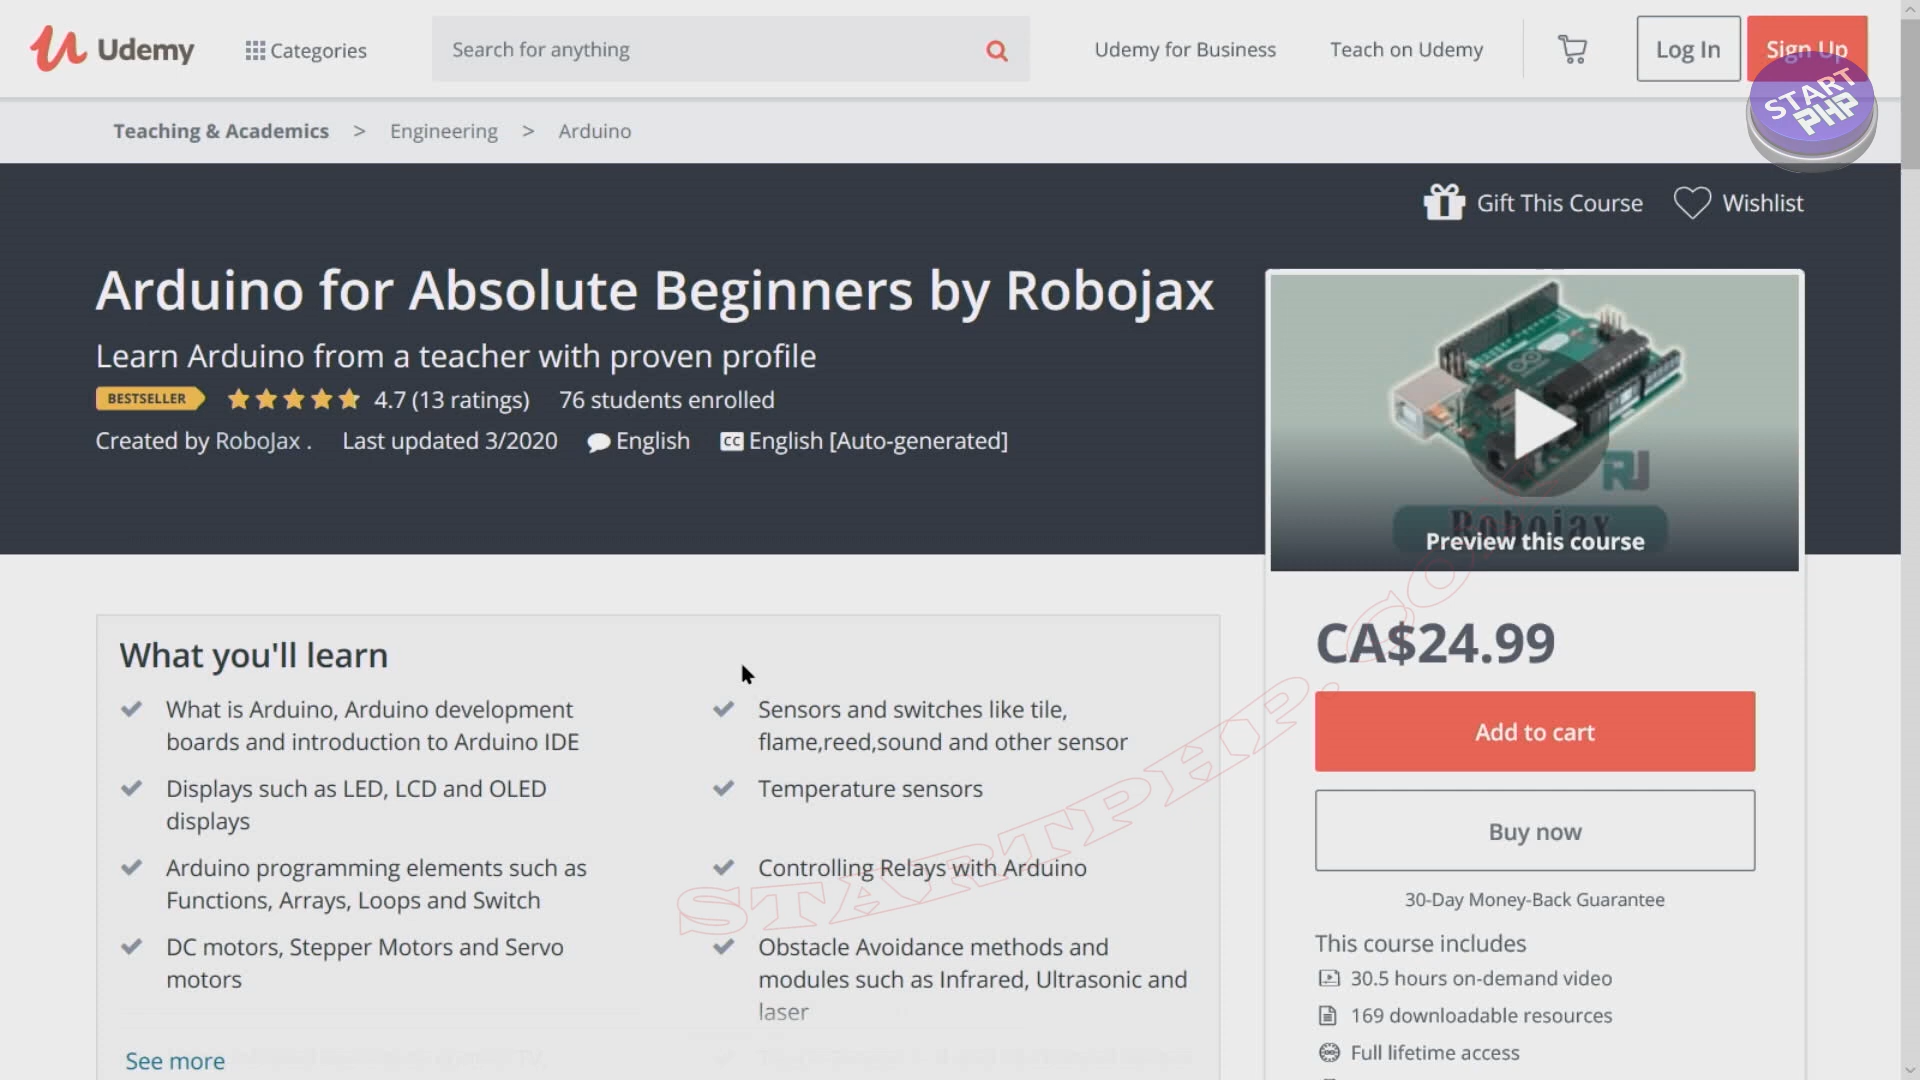 Udemy
Categories
Search for anything
Udemy for Business
Teach on Udemy
Log In
Sign Up
START
PHP
Teaching & Academics > Engineering > Arduino
Gift This Course
Wishlist
Arduino for Absolute Beginners by Robojax
Learn Arduino from a teacher with proven profile
BESTSELLER 4.7 (13 ratings) 76 students enrolled
Created by RoboJax . Last updated 3/2020 English CC English [Auto-generated]
RJ
Robojax
Preview this course
What you'll learn
What is Arduino, Arduino development
boards and introduction to Arduino IDE
Displays such as LED, LCD and OLED
displays
Arduino programming elements such as
Functions, Arrays, Loops and Switch
DC motors, Stepper Motors and Servo
motors
Sensors and switches like tile,
flame,reed,sound and other sensor
Temperature sensors
Controlling Relays with Arduino
Obstacle Avoidance methods and
modules such as Infrared, Ultrasonic and
laser
See more
CA$24.99
Add to cart
Buy now
30-Day Money-Back Guarantee
This course includes
30.5 hours on-demand video
169 downloadable resources
Full lifetime access
STARTPHP.CO